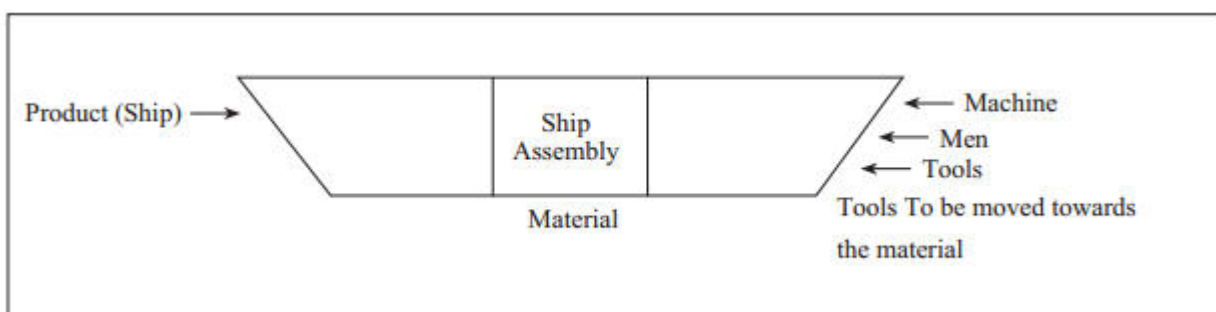 Product (Ship)
Ship
Assembly
Machine
Men
Tools
Material
Tools To be moved towards
the material